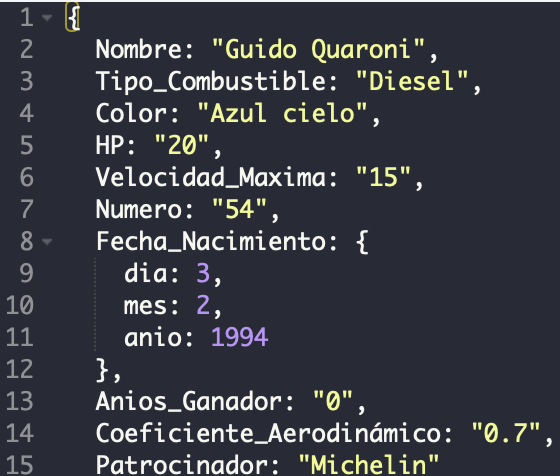 1 {
2 Nombre: "Guido Quaroni",
3 Tipo_Combustible: "Diesel",
4 Color: "Azul cielo",
5 HP: "20",
6 Velocidad_Maxima: "15",
7 Numero: "54",
8 Fecha_Nacimiento: {
9 dia: 3,
10 mes: 2,
11 anio: 1994
12 },
13 Anios_Ganador: "0",
14 Coeficiente_Aerodinámico: "0.7",
15 Patrocinador: "Michelin"